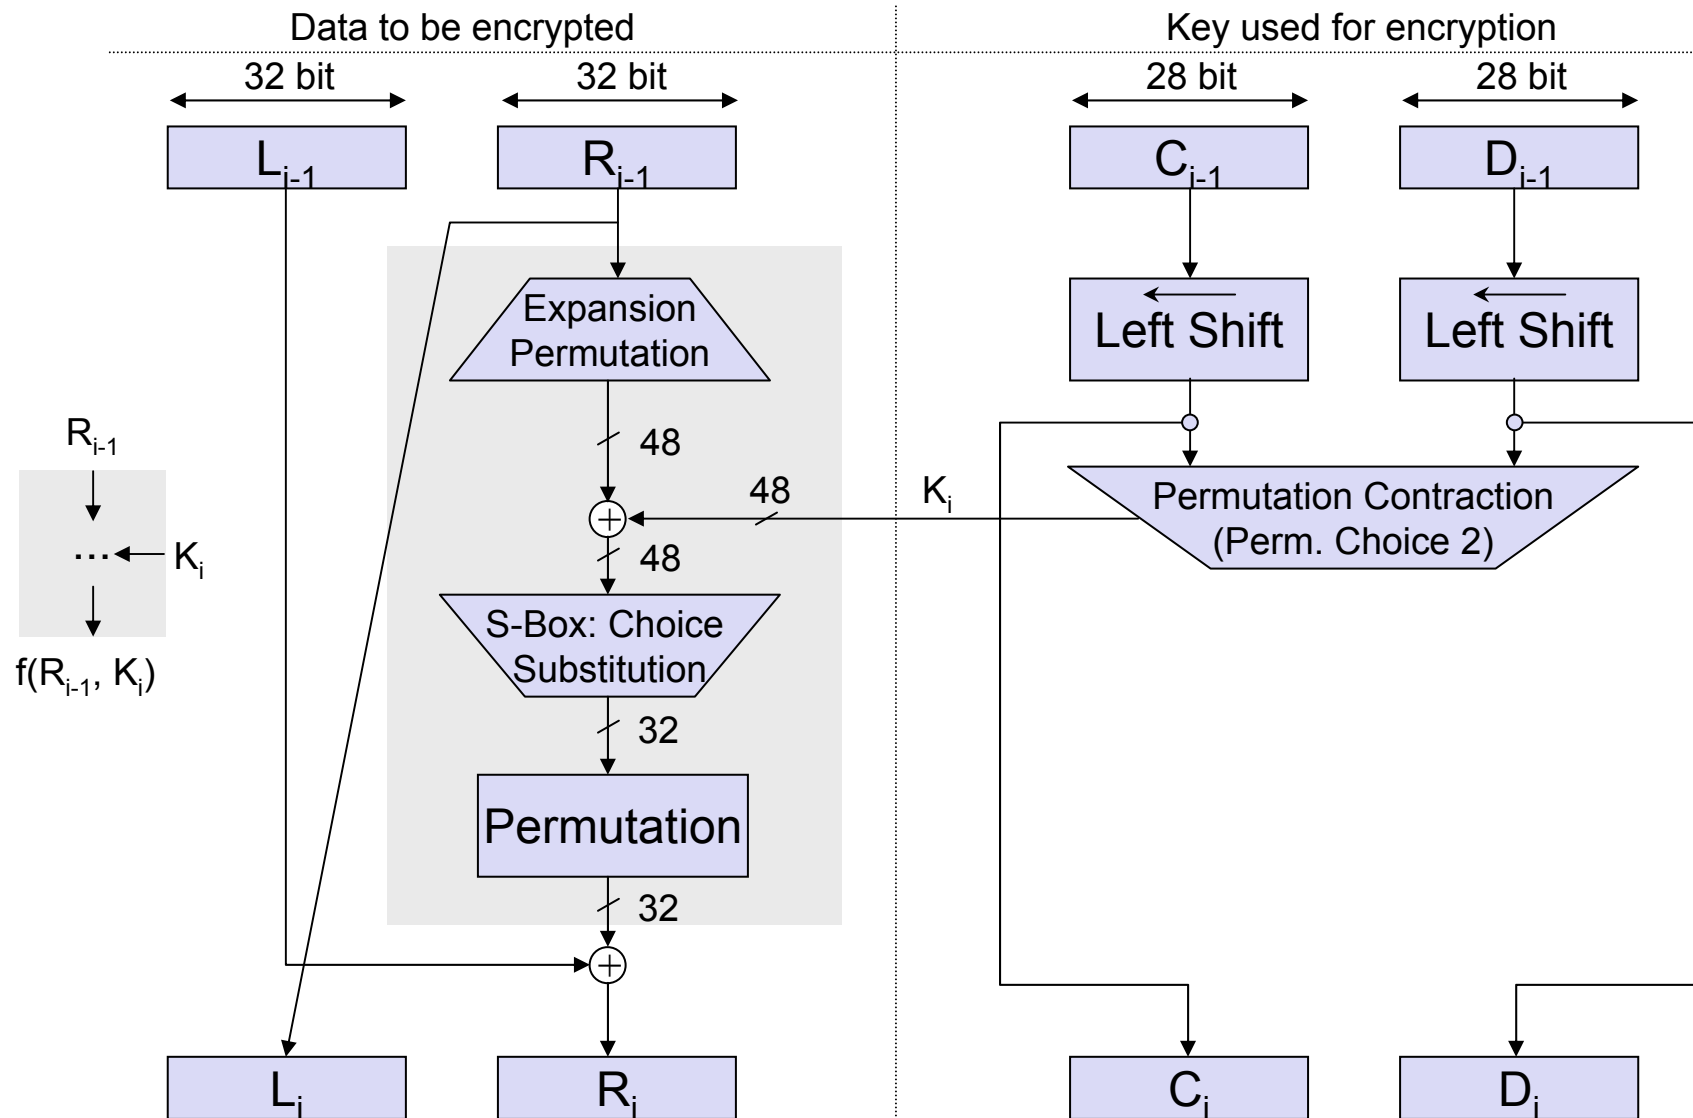 Data to be encrypted
Key used for encryption
32 bit
32 bit
28 bit
28 bit
L_{i-1}
R_{i-1}
C_{i-1}
D_{i-1}
Expansion
Permutation
Left Shift
Left Shift
48
R_{i-1}
...
K_i
f(R_{i-1}, K_i)
48
K_i
Permutation Contraction
(Perm. Choice 2)
48
S-Box: Choice
Substitution
32
Permutation
32
L_i
R_i
C_i
D_i